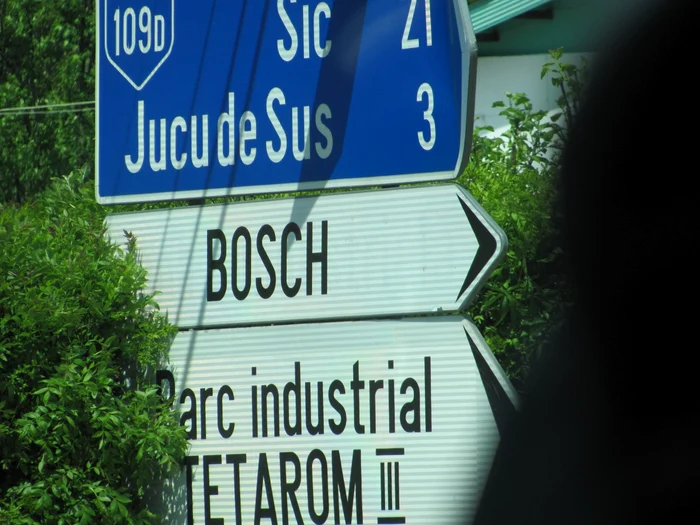 109D
Sic 21
Jucu de Sus 3
BOSCH
Parc industrial
TETAROM III